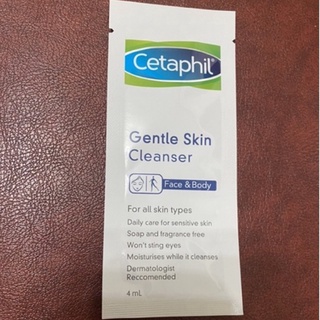 Cetaphil®
Gentle Skin
Cleanser
Face & Body
For all skin types
Daily care for sensitive skin
Soap and fragrance free
Won't sting eyes
Moisturises while it cleanses
Dermatologist
Reccomended
4 mL